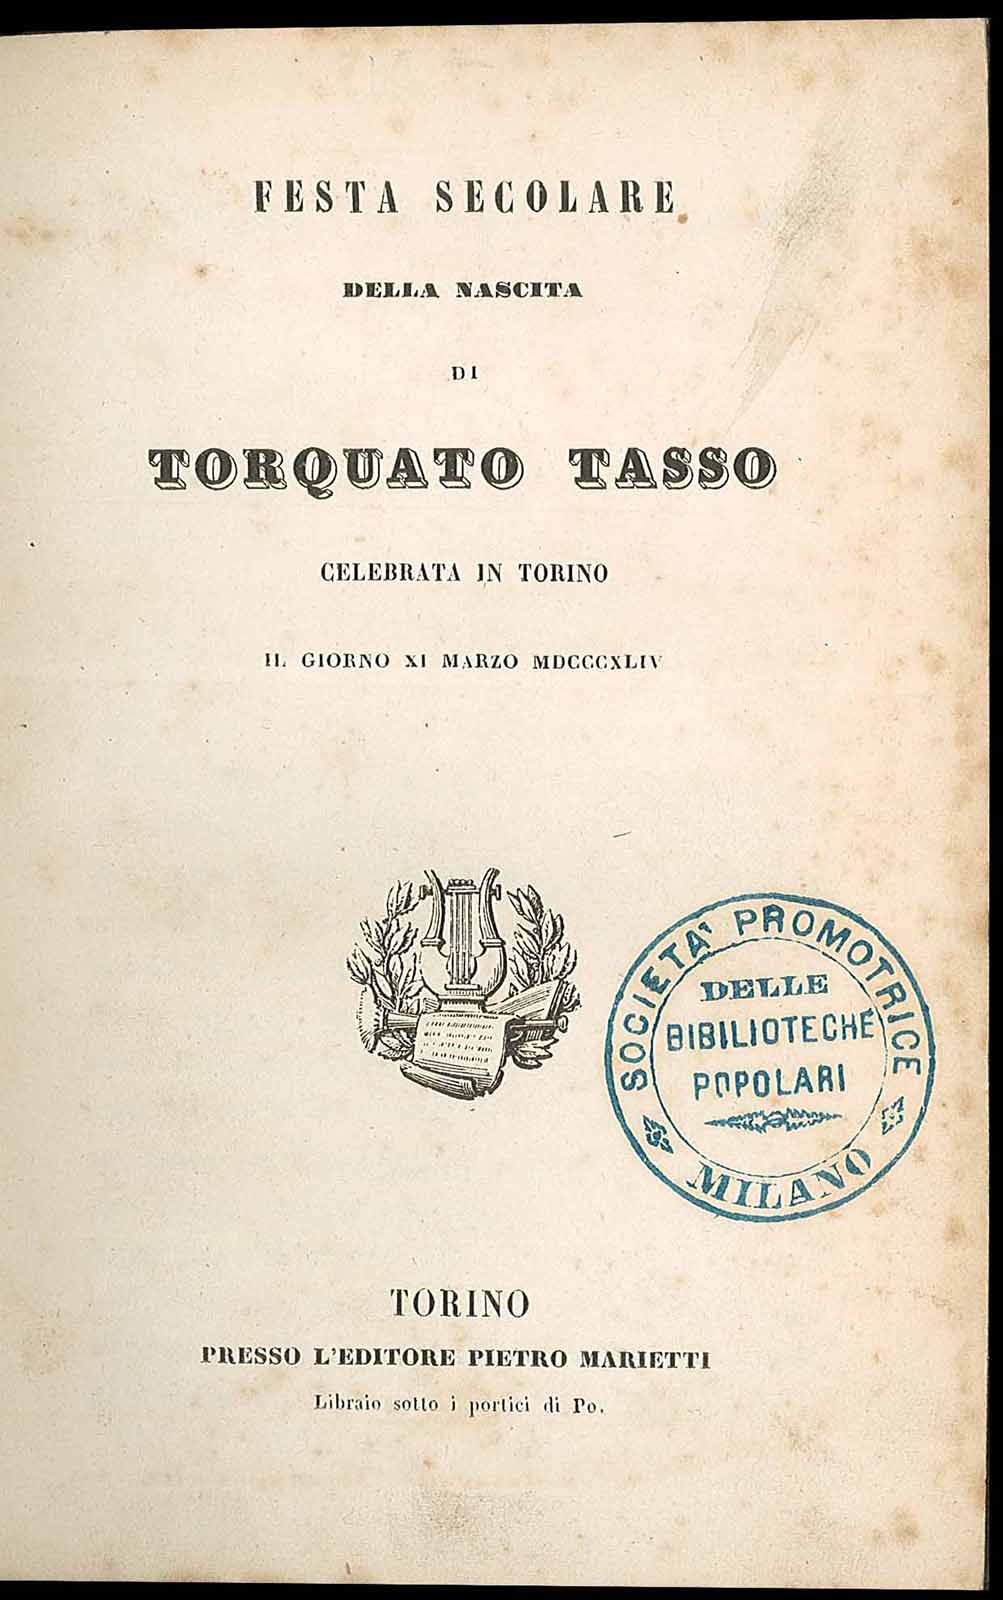 FESTA SECOLARE
DELLA NASCITA
DI
TORQUATO TASSO
CELEBRATA IN TORINO
IL GIORNO XI MARZO MDCCCXLIV
SOCIETA' PROMOTRICE
DELLE
BIBILIOTECHE
POPOLARI
MILANO
TORINO
PRESSO L'EDITORE PIETRO MARIETTI
Libraio sotto i portici di Po.